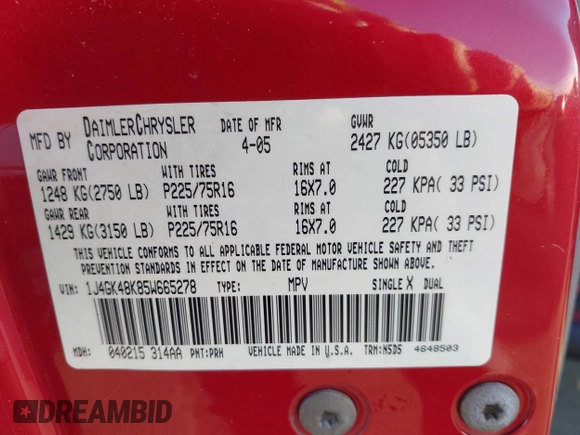 MFD BY DAIMLERCHRYSLER CORPORATION DATE OF MFR 4-05 GVWR 2427 KG(05350 LB)
GAWR FRONT WITH TIRES RIMS AT COLD
1248 KG(2750 LB) P225/75R16 16X7.0 227 KPA( 33 PSI)
GAWR REAR WITH TIRES RIMS AT COLD
1429 KG(3150 LB) P225/75R16 16X7.0 227 KPA( 33 PSI)
THIS VEHICLE CONFORMS TO ALL APPLICABLE FEDERAL MOTOR VEHICLE SAFETY AND THEFT
PREVENTION STANDARDS IN EFFECT ON THE DATE OF MANUFACTURE SHOWN ABOVE.
VIN: 1J4GK48K85W665278 TYPE: MPV SINGLE X DUAL
MDH: 040215 314AA PNT:PRH VEHICLE MADE IN U.S.A. TRM:N5D5 4648503
DREAMBID